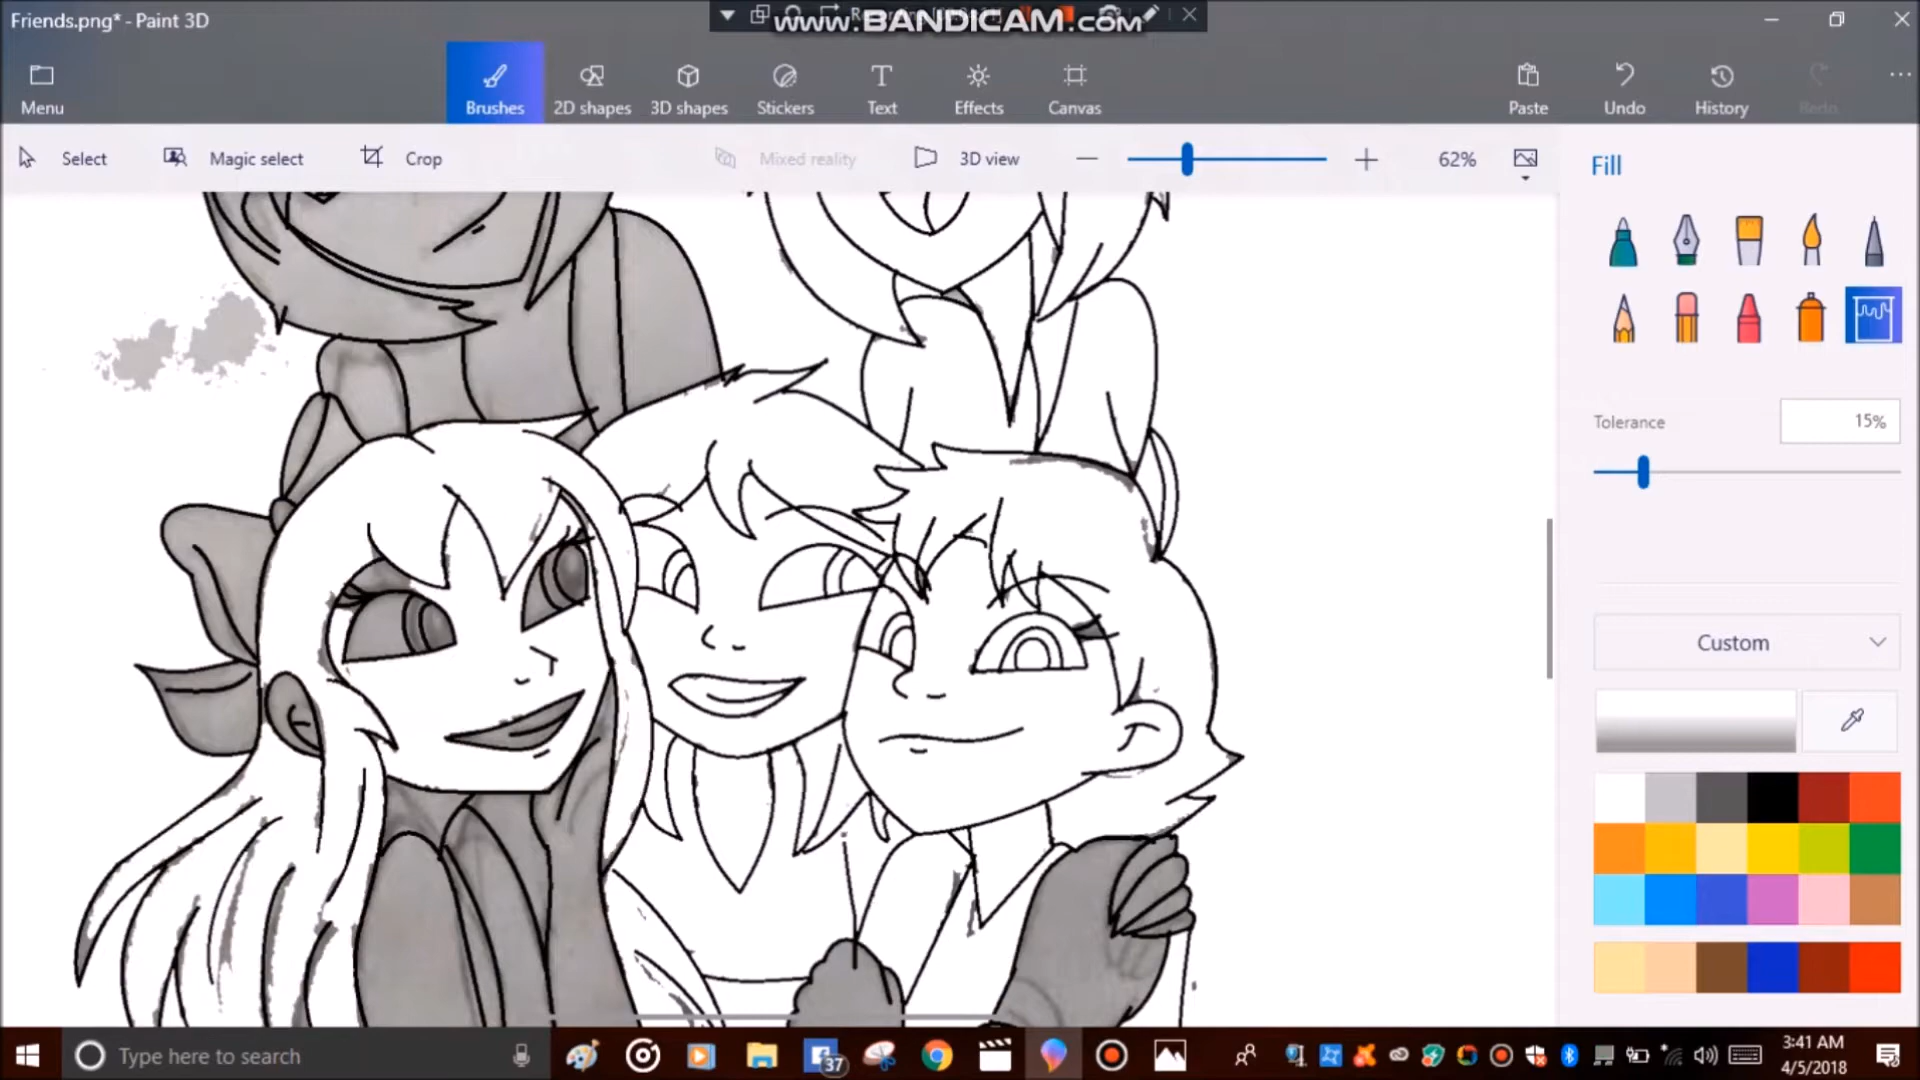 Friends.png* - Paint 3D
www.BANDICAM.com
Menu
Brushes
2D shapes
3D shapes
Stickers
Text
Effects
Canvas
Paste
Undo
History
Redo
Select
Magic select
Crop
Mixed reality
3D view
62%
Fill
Tolerance
15%
Custom
Type here to search
37
3:41 AM
4/5/2018